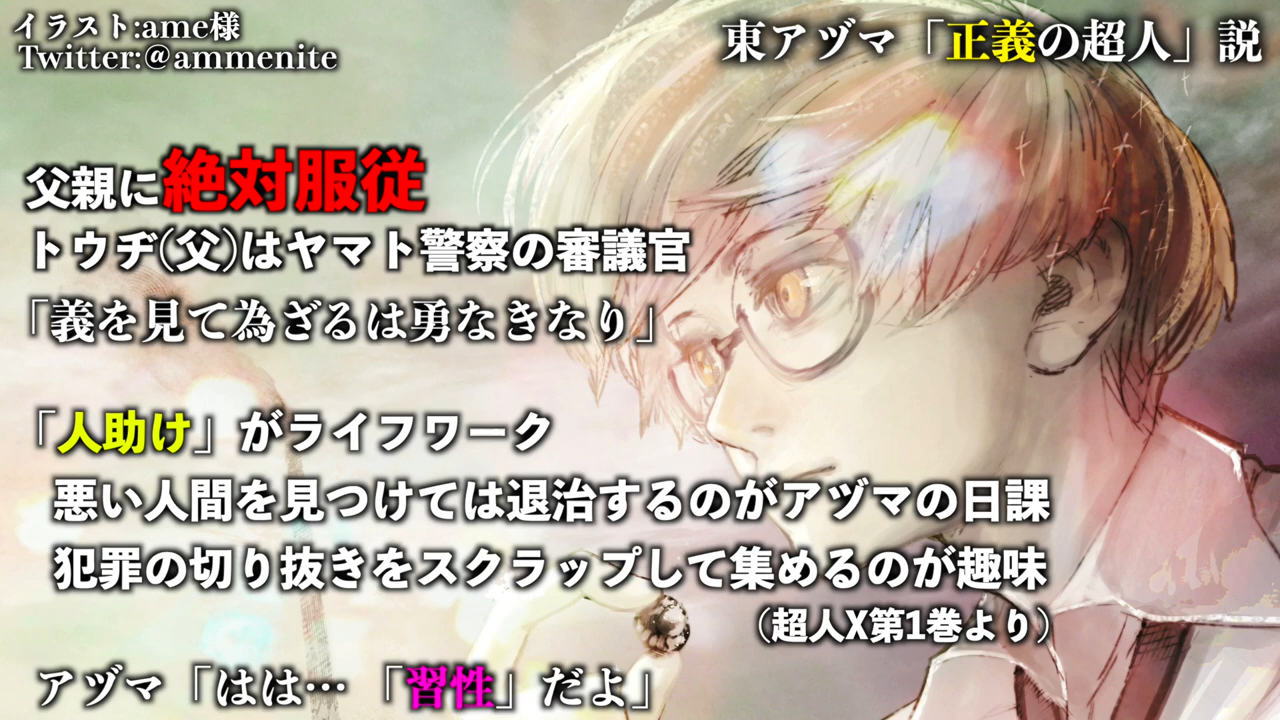 イラスト:ame様
Twitter:@ammenite
東アヅマ「正義の超人」説
父親に絶対服従
トウヂ(父)はヤマト警察の審議官
「義を見て為ざるは勇なきなり」
「人助け」がライフワーク
悪い人間を見つけては退治するのがアヅマの日課
犯罪の切り抜きをスクラップして集めるのが趣味
（超人X第1巻より）
アヅマ「はは…「習性」だよ」